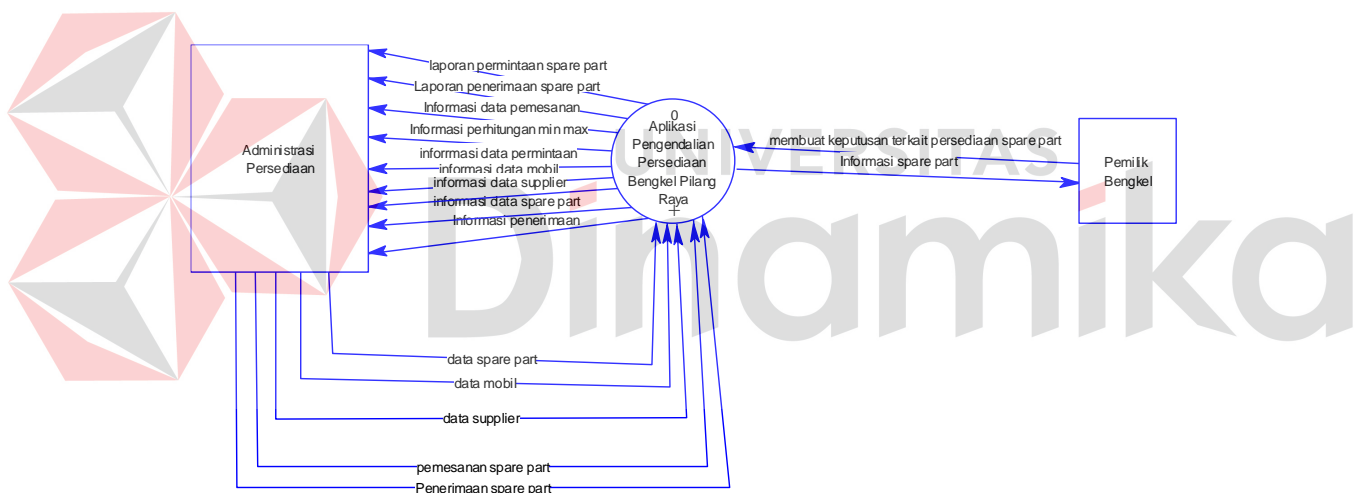 laporan permintaan spare part
Laporan penerimaan spare part
Informasi data pemesanan
Informasi perhitungan min max
inforrmasi data permintaan
informasi data mobil
informasi data supplier
informasi data spare part
Informasi penerimaan
Administrasi
Persediaan
0
Aplikasi
Pengendalian
Persediaan
Bengkel Pilang
Raya
+
membuat keputusan terkait persediaan spare part
Informasi spare part
Pemilik
Bengkel
UNIVERSITAS
Dinamika
data spare part
data mobil
data supplier
pemesanan spare part
Penerimaan spare part